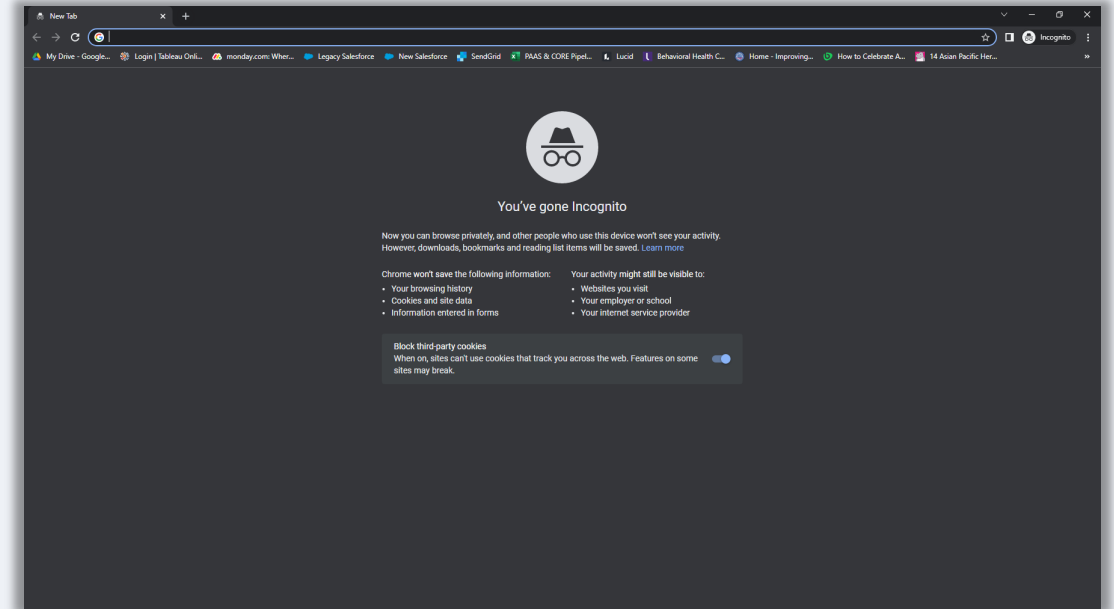 New Tab
Incognito
My Drive - Google... Login | Tableau Onli... monday.com: Wher... Legacy Salesforce New Salesforce SendGrid PAAS & CORE Pipel... Lucid Behavioral Health C... Home - Improving... How to Celebrate A... 14 Asian Pacific Her...
You've gone Incognito
Now you can browse privately, and other people who use this device won't see your activity.
However, downloads, bookmarks and reading list items will be saved. Learn more
Chrome won't save the following information:
• Your browsing history
• Cookies and site data
• Information entered in forms
Your activity might still be visible to:
• Websites you visit
• Your employer or school
• Your internet service provider
Block third-party cookies
When on, sites can't use cookies that track you across the web. Features on some
sites may break.